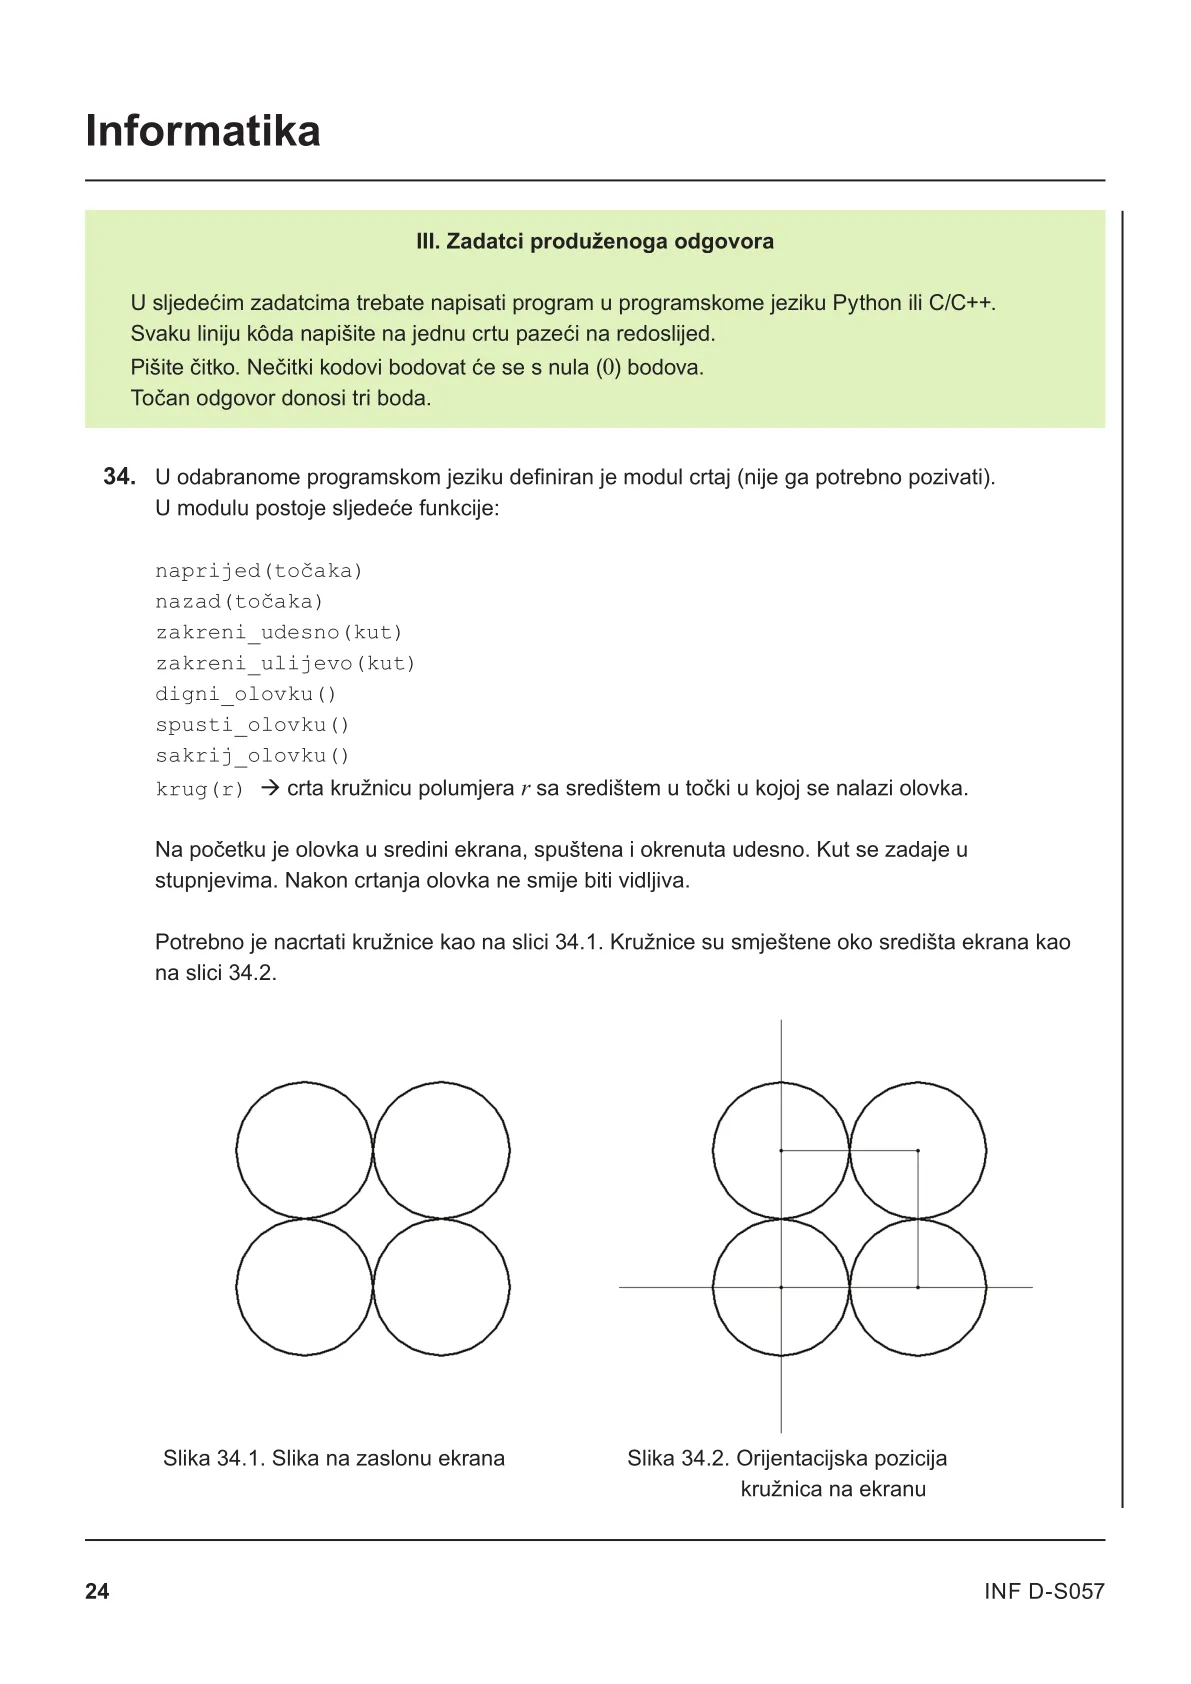 Informatika
III. Zadatci produženoga odgovora
U sljedećim zadatcima trebate napisati program u programskome jeziku Python ili C/C++.
Svaku liniju kôda napišite na jednu crtu pazeći na redoslijed.
Pišite čitko. Nečitki kodovi bodovat će se s nula (0) bodova.
Točan odgovor donosi tri boda.
34. U odabranome programskom jeziku definiran je modul crtaj (nije ga potrebno pozivati).
U modulu postoje sljedeće funkcije:
naprijed(točaka)
nazad(točaka)
zakreni_udesno(kut)
zakreni_ulijevo(kut)
digni_olovku()
spusti_olovku()
sakrij_olovku()
krug(r) → crta kružnicu polumjera r sa središtem u točki u kojoj se nalazi olovka.
Na početku je olovka u sredini ekrana, spuštena i okrenuta udesno. Kut se zadaje u
stupnjevima. Nakon crtanja olovka ne smije biti vidljiva.
Potrebno je nacrtati kružnice kao na slici 34.1. Kružnice su smještene oko središta ekrana kao
na slici 34.2.
Slika 34.1. Slika na zaslonu ekrana
Slika 34.2. Orijentacijska pozicija
kružnica na ekranu
24
INF D-S057